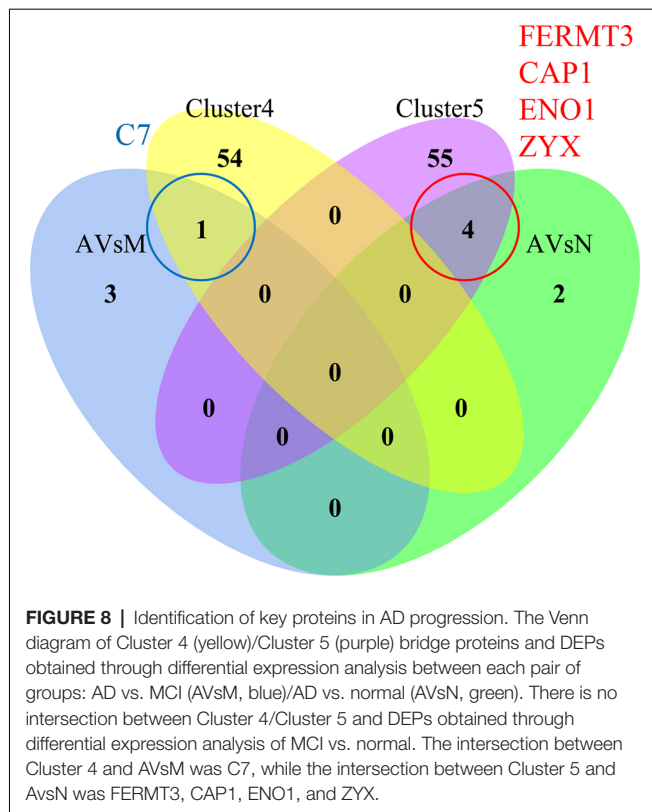 FERMT3
CAP1
ENO1
ZYX
C7
Cluster4
Cluster5
54
55
0
1
4
AVsM
AVsN
3
0
0
2
0
0
0
0
0
0
FIGURE 8 | Identification of key proteins in AD progression. The Venn
diagram of Cluster 4 (yellow)/Cluster 5 (purple) bridge proteins and DEPs
obtained through differential expression analysis between each pair of
groups: AD vs. MCI (AVsM, blue)/AD vs. normal (AVsN, green). There is no
intersection between Cluster 4/Cluster 5 and DEPs obtained through
differential expression analysis of MCI vs. normal. The intersection between
Cluster 4 and AVsM was C7, while the intersection between Cluster 5 and
AvsN was FERMT3, CAP1, ENO1, and ZYX.